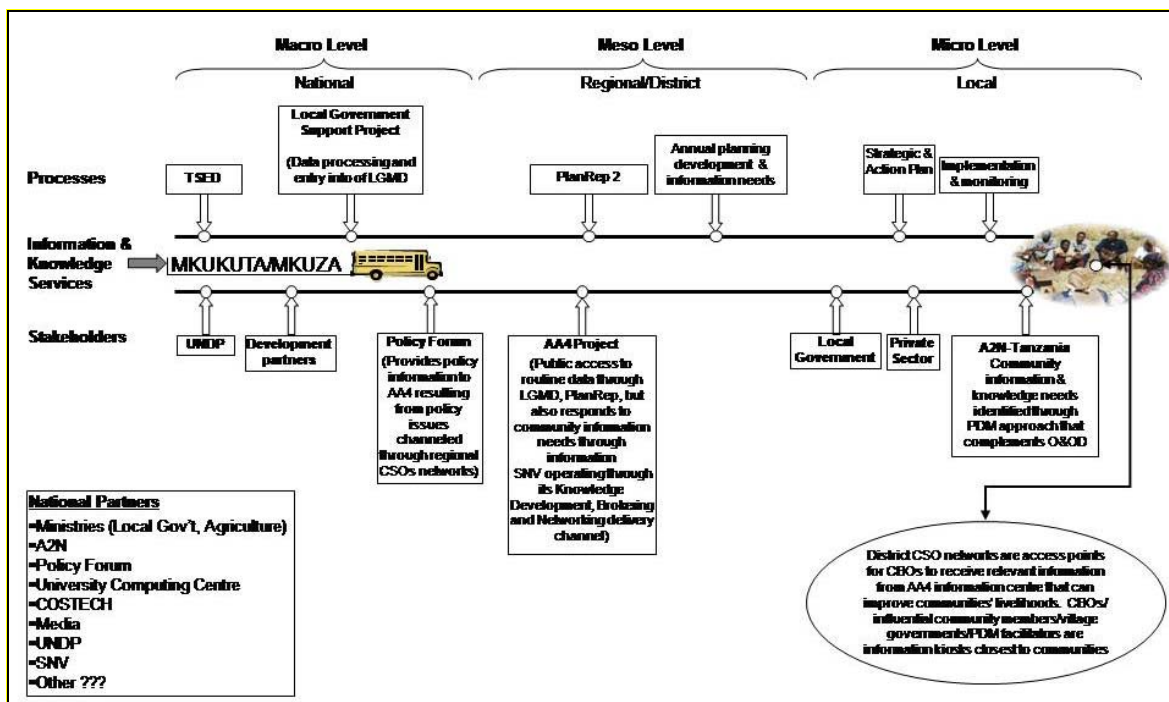 Macro Level
Meso Level
Micro Level
National
Regional/District
Local
Processes
TSED
Local Government
Support Project
(Data processing and
entry into of LGMD)
PlanRep 2
Annual planning
development &
information needs
Strategic &
Action Plan
Implementation
& monitoring
Information &
Knowledge
Services
MKUKUTA/MKUZA
Stakeholders
UNDP
Development
partners
Policy Forum
(Provides policy
information to
AA4 resulting
from policy
issues
channeled
through regional
CSOs networks)
AA4 Project
(Public access to
routine data through
LGMD, PlanRep, but
also responds to
community information
needs through
information
SNV operating through
its Knowledge
Development, Brokering
and Networking delivery
channel)
Local
Government
Private
Sector
A2N-Tanzania
Community
information &
knowledge needs
identified through
PDM approach that
complements O&OD
National Partners
=Ministries (Local Gov't, Agriculture)
=A2N
=Policy Forum
=University Computing Centre
=COSTECH
=Media
=UNDP
=SNV
=Other ???
District CSO networks are access points
for CBOs to receive relevant information
from AA4 information centre that can
improve communities' livelihoods. CBOs/
influential community members/village
governments/PDM facilitators are
information kiosks closest to communities